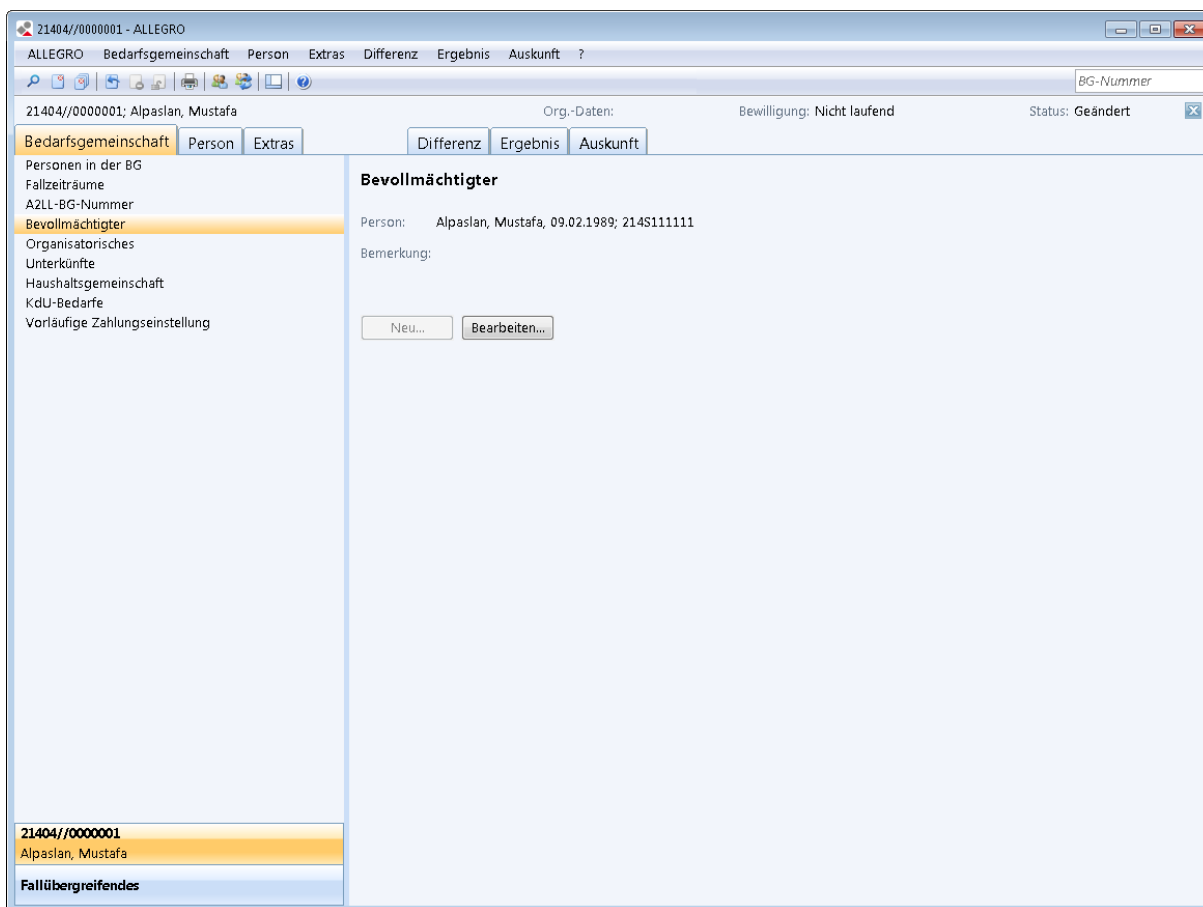 21404//0000001 - ALLEGRO
ALLEGRO Bedarfsgemeinschaft Person Extras Differenz Ergebnis Auskunft ?
BG-Nummer
21404//0000001; Alpaslan, Mustafa Org.-Daten: Bewilligung: Nicht laufend Status: Geändert
Bedarfsgemeinschaft Person Extras Differenz Ergebnis Auskunft
Personen in der BG
Fallzeiträume
A2LL-BG-Nummer
Bevollmächtigter
Organisatorisches
Unterkünfte
Haushaltsgemeinschaft
KdU-Bedarfe
Vorläufige Zahlungseinstellung
Bevollmächtigter
Person: Alpaslan, Mustafa, 09.02.1989; 214S111111
Bemerkung:
Neu... Bearbeiten...
21404//0000001
Alpaslan, Mustafa
Fallübergreifendes